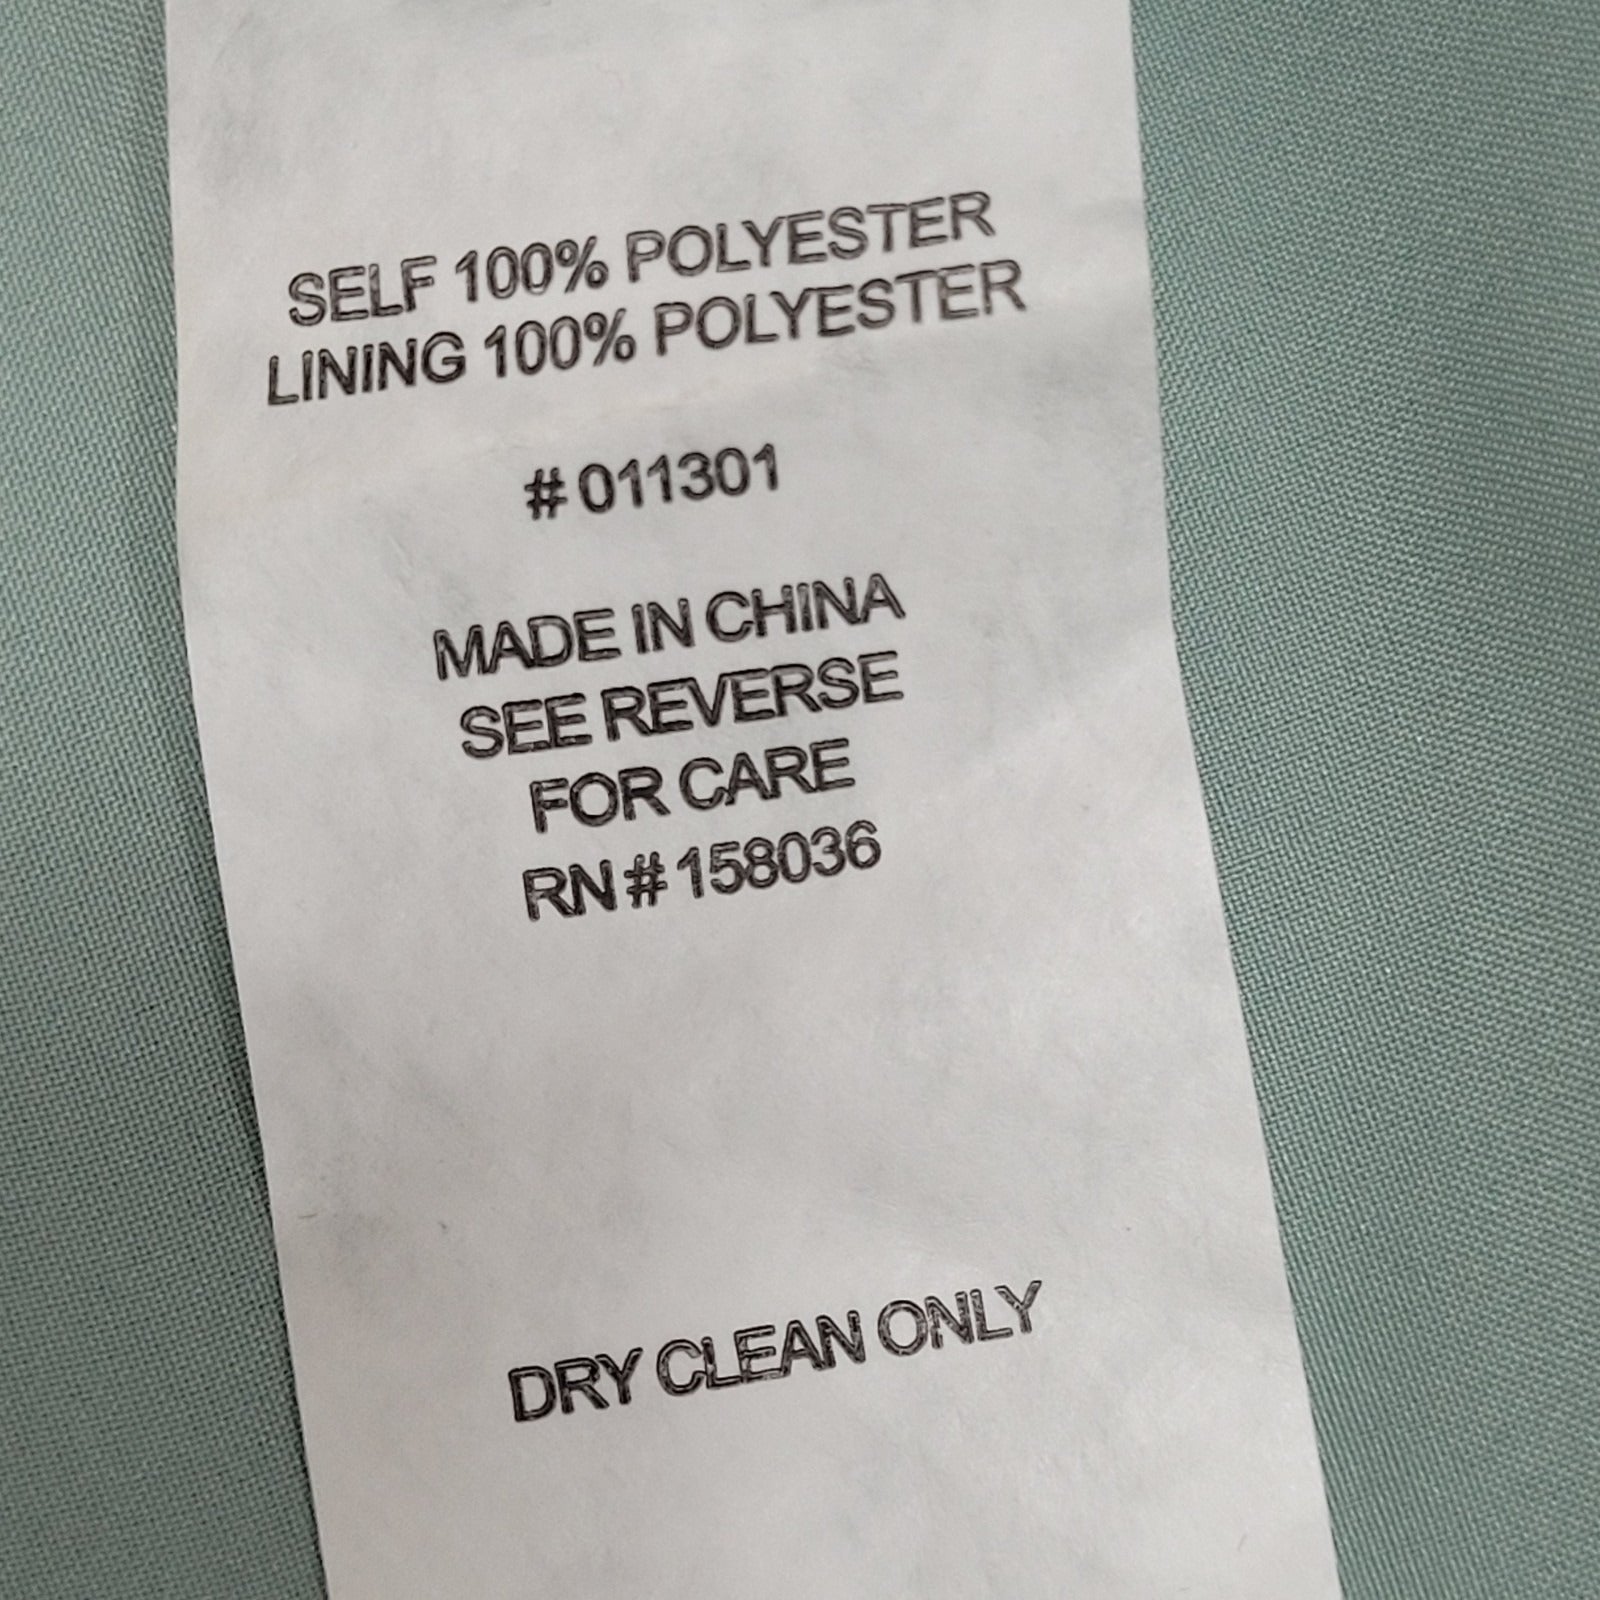 SELF 100% POLYESTER
LINING 100% POLYESTER
# 011301
MADE IN CHINA
SEE REVERSE
FOR CARE
RN # 158036
DRY CLEAN ONLY